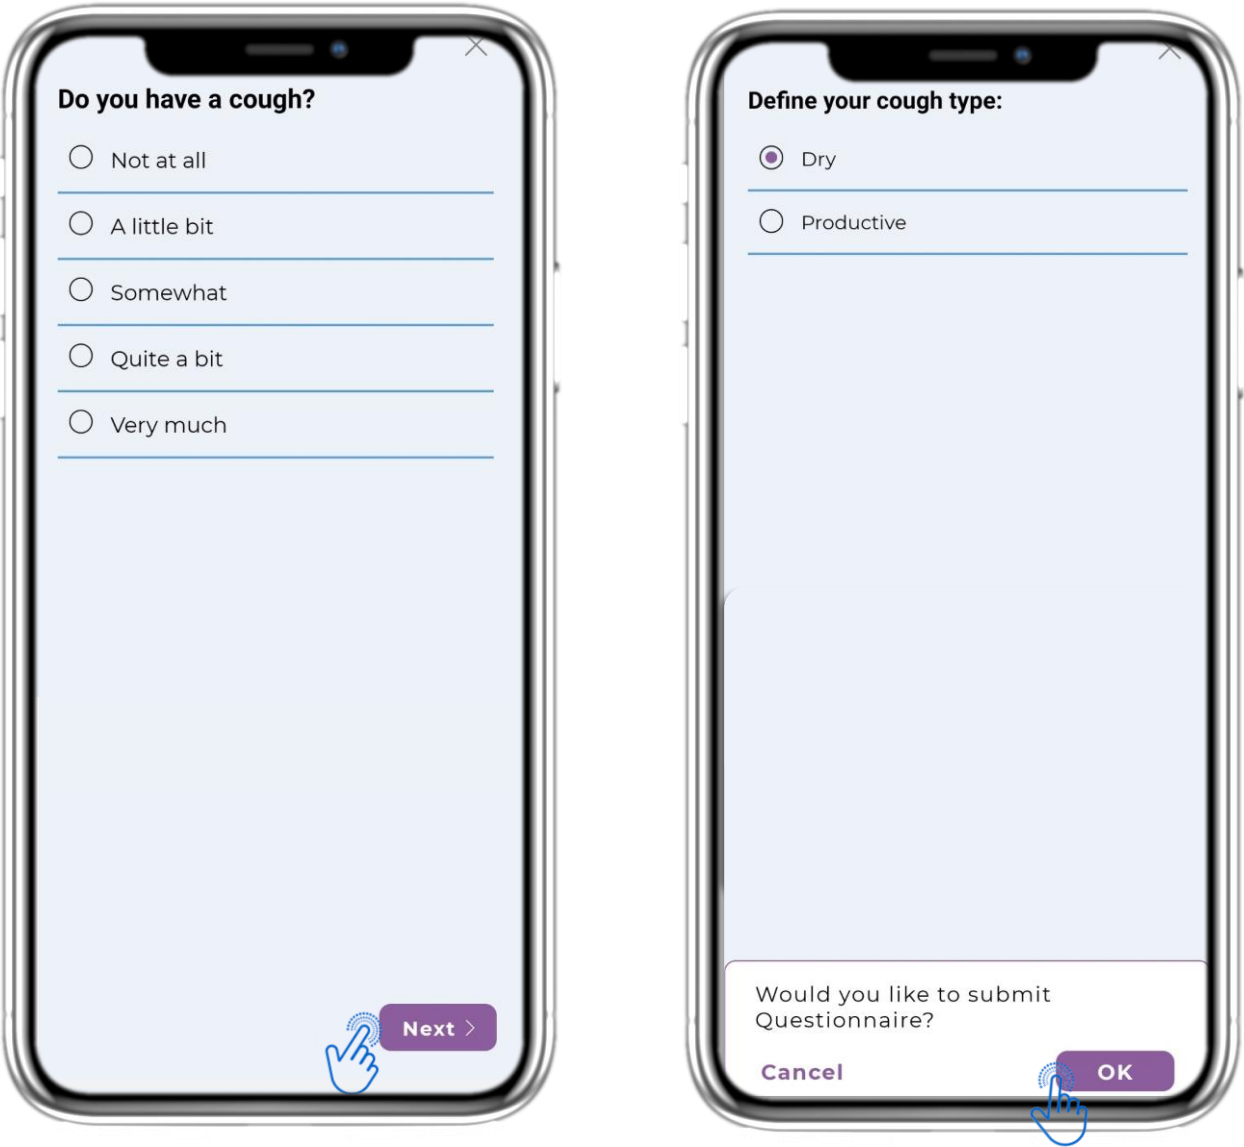 Do you have a cough?
Not at all
A little bit
Somewhat
Quite a bit
Very much
Next
Define your cough type:
Dry
Productive
Would you like to submit
Questionnaire?
Cancel
OK